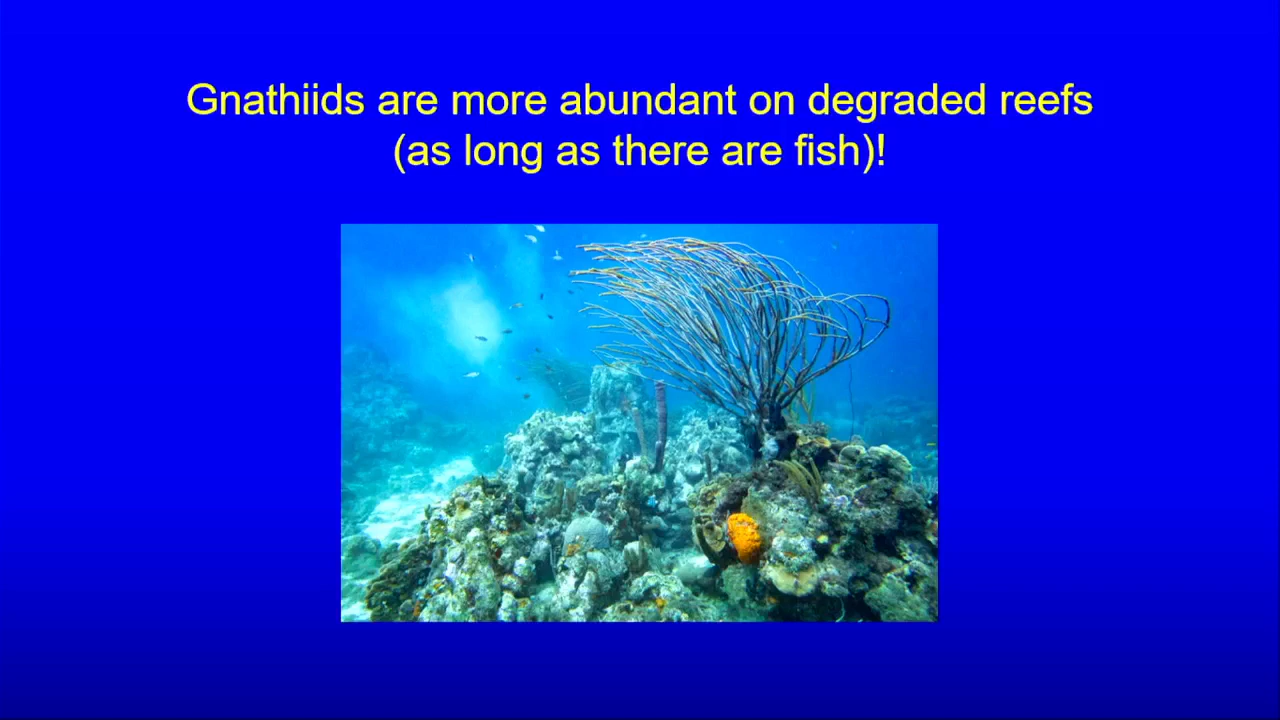 Gnathiids are more abundant on degraded reefs
(as long as there are fish)!